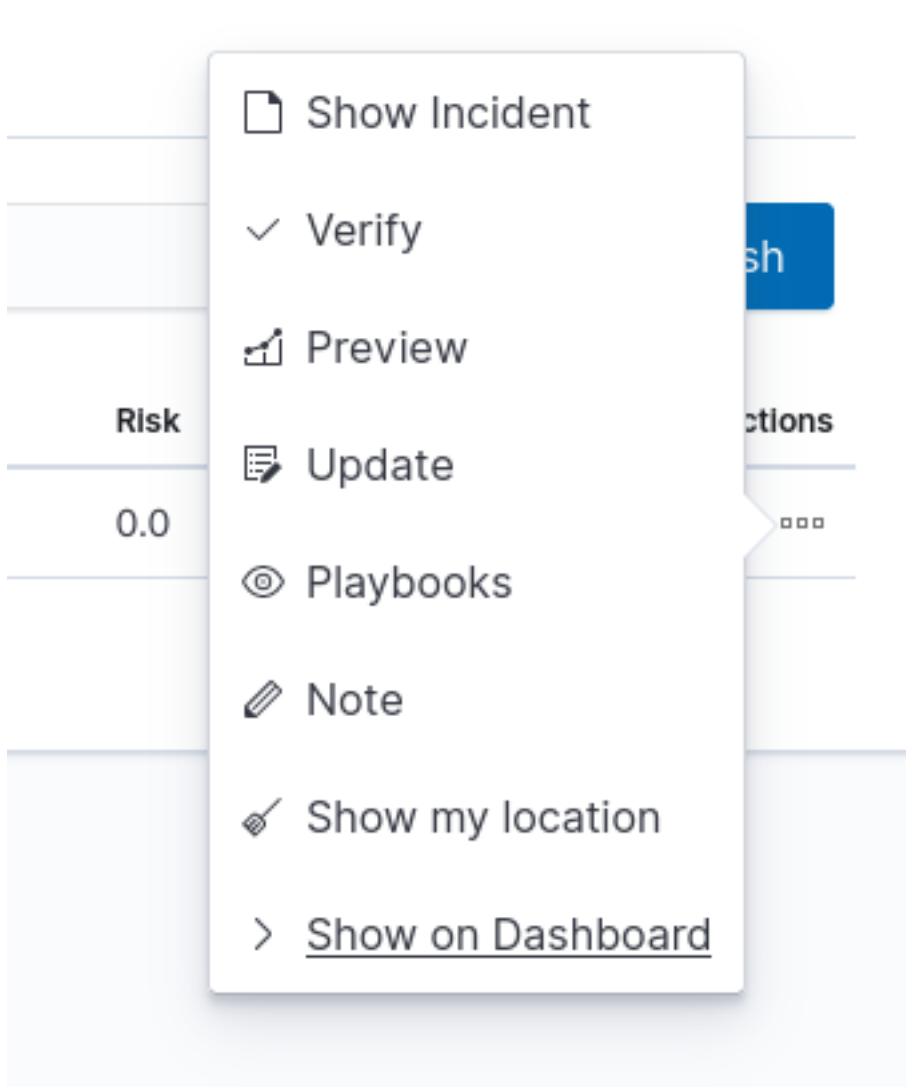 Show Incident
Verify
sh
Preview
Risk
ctions
Update
0.0
Playbooks
Note
Show my location
Show on Dashboard